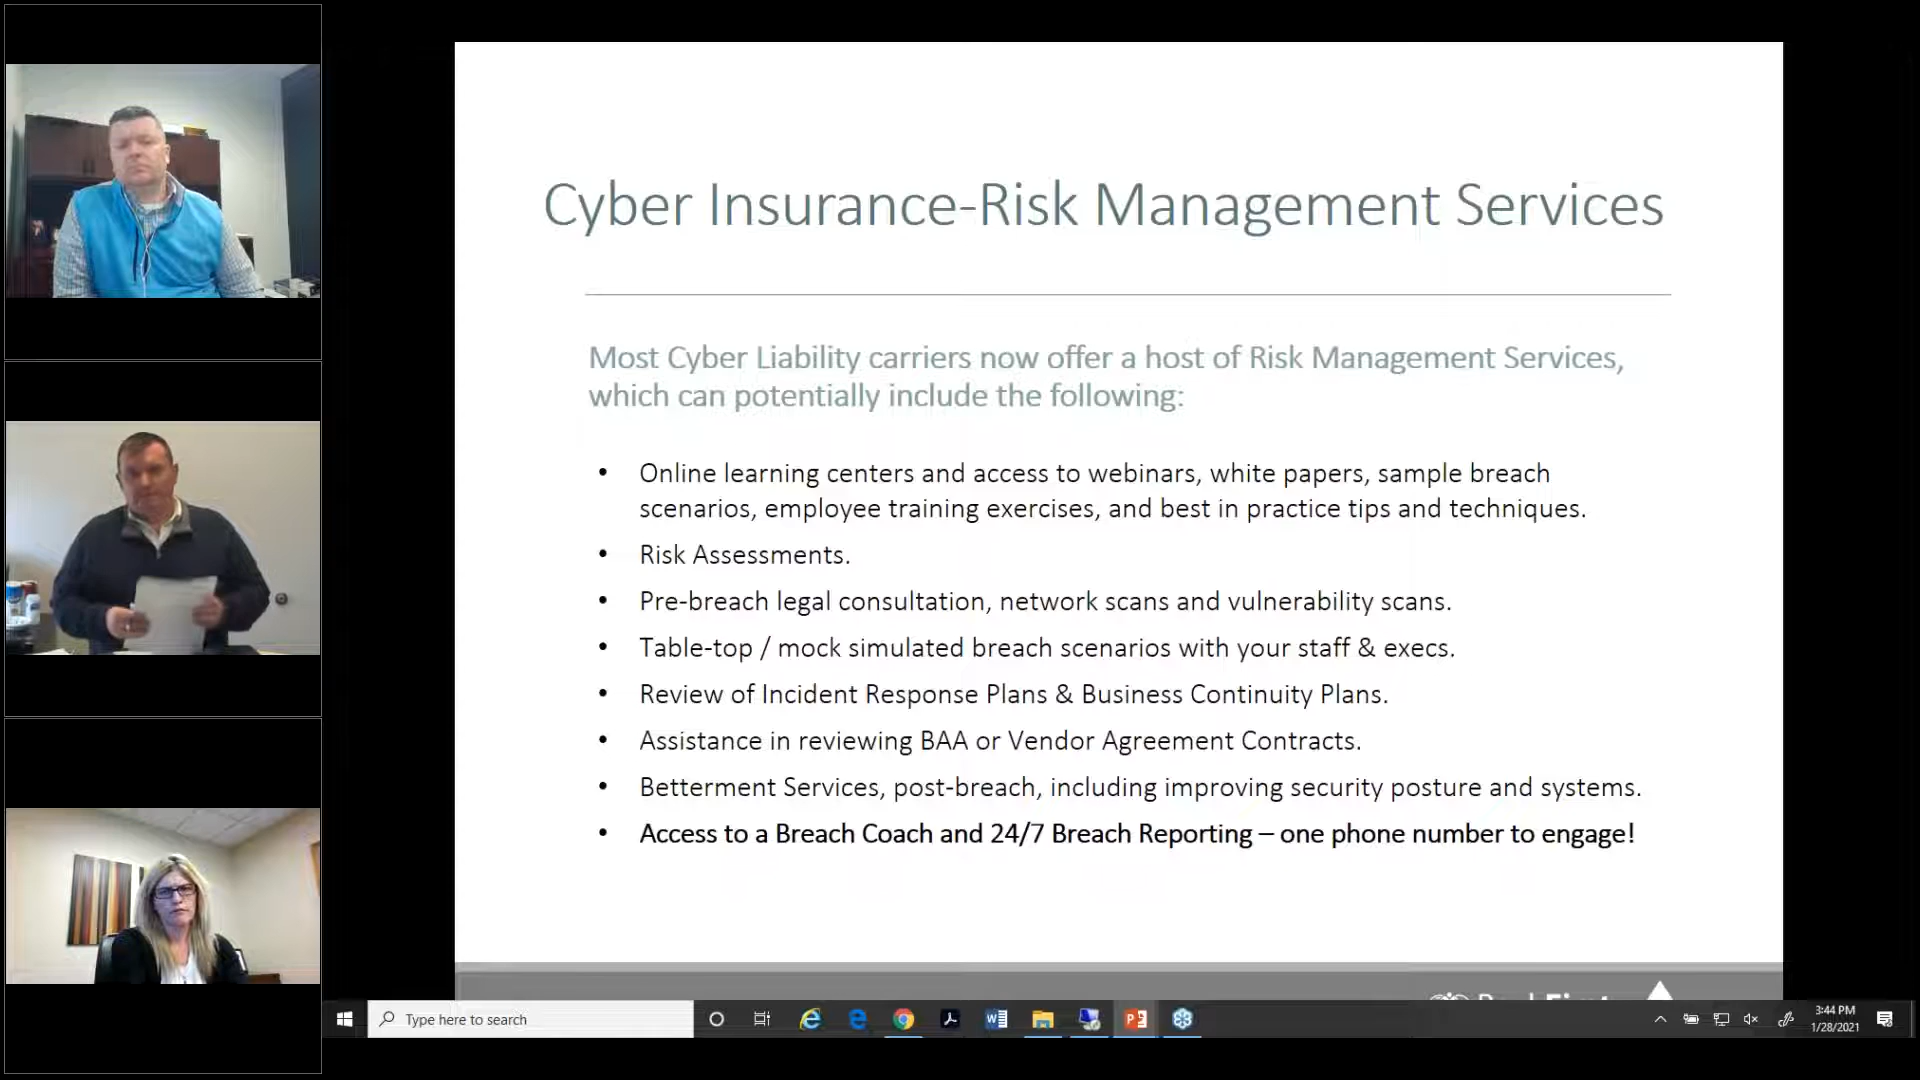 Cyber Insurance-Risk Management Services
Most Cyber Liability carriers now offer a host of Risk Management Services,
which can potentially include the following:
• Online learning centers and access to webinars, white papers, sample breach
scenarios, employee training exercises, and best in practice tips and techniques.
• Risk Assessments.
• Pre-breach legal consultation, network scans and vulnerability scans.
• Table-top / mock simulated breach scenarios with your staff & execs.
• Review of Incident Response Plans & Business Continuity Plans.
• Assistance in reviewing BAA or Vendor Agreement Contracts.
• Betterment Services, post-breach, including improving security posture and systems.
• Access to a Breach Coach and 24/7 Breach Reporting – one phone number to engage!
Type here to search
3:44 PM
1/28/2021